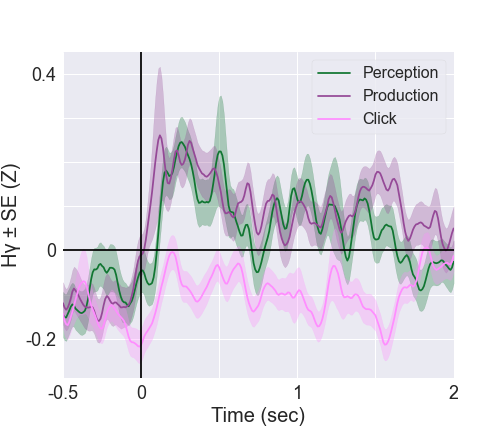 Perception
Production
Click
Hγ ± SE (Z)
0.4
0
-0.2
-0.5 0 1 2
Time (sec)